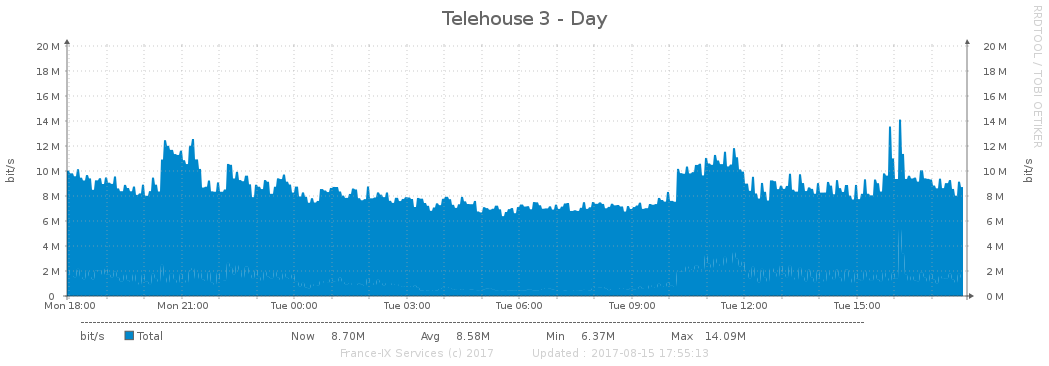 Telehouse 3 - Day
RRDTOOL / TOBI OETIKER
bit/s
bit/s
20 M 20 M
18 M 18 M
16 M 16 M
14 M 14 M
12 M 12 M
10 M 10 M
8 M 8 M
6 M 6 M
4 M 4 M
2 M 2 M
0 0 M
Mon 18:00 Mon 21:00 Tue 00:00 Tue 03:00 Tue 06:00 Tue 09:00 Tue 12:00 Tue 15:00
bit/s Total Now 8.70M Avg 8.58M Min 6.37M Max 14.09M
France-IX Services (c) 2017 Updated : 2017-08-15 17:55:13